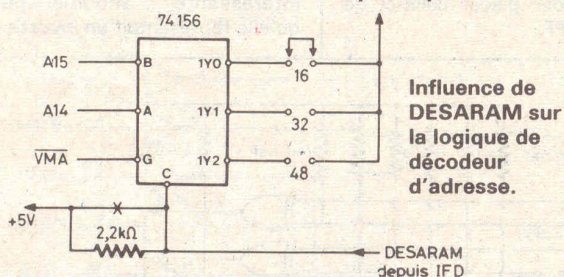 74156
A15
B
1Y0
16
A14
A
1Y1
32
VMA
G
1Y2
48
C
+5V
2,2kΩ
DESARAM
depuis IFD
Influence de
DESARAM sur
la logique de
décodeur
d'adresse.